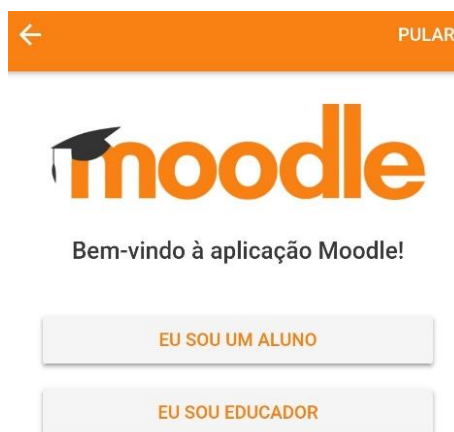 PULAR
moodle
Bem-vindo à aplicação Moodle!
EU SOU UM ALUNO
EU SOU EDUCADOR